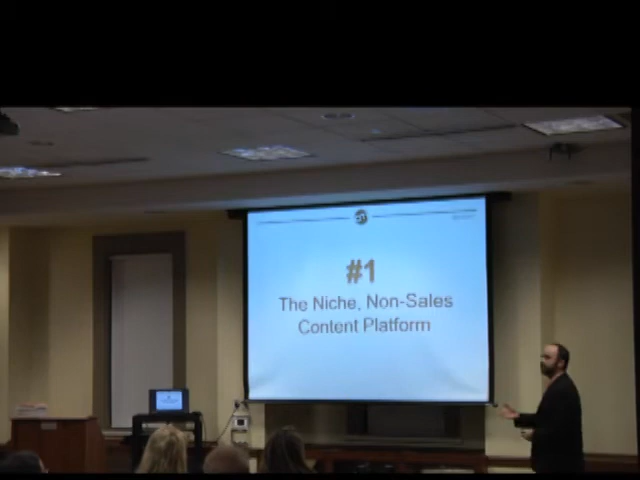 #1
The Niche, Non-Sales
Content Platform